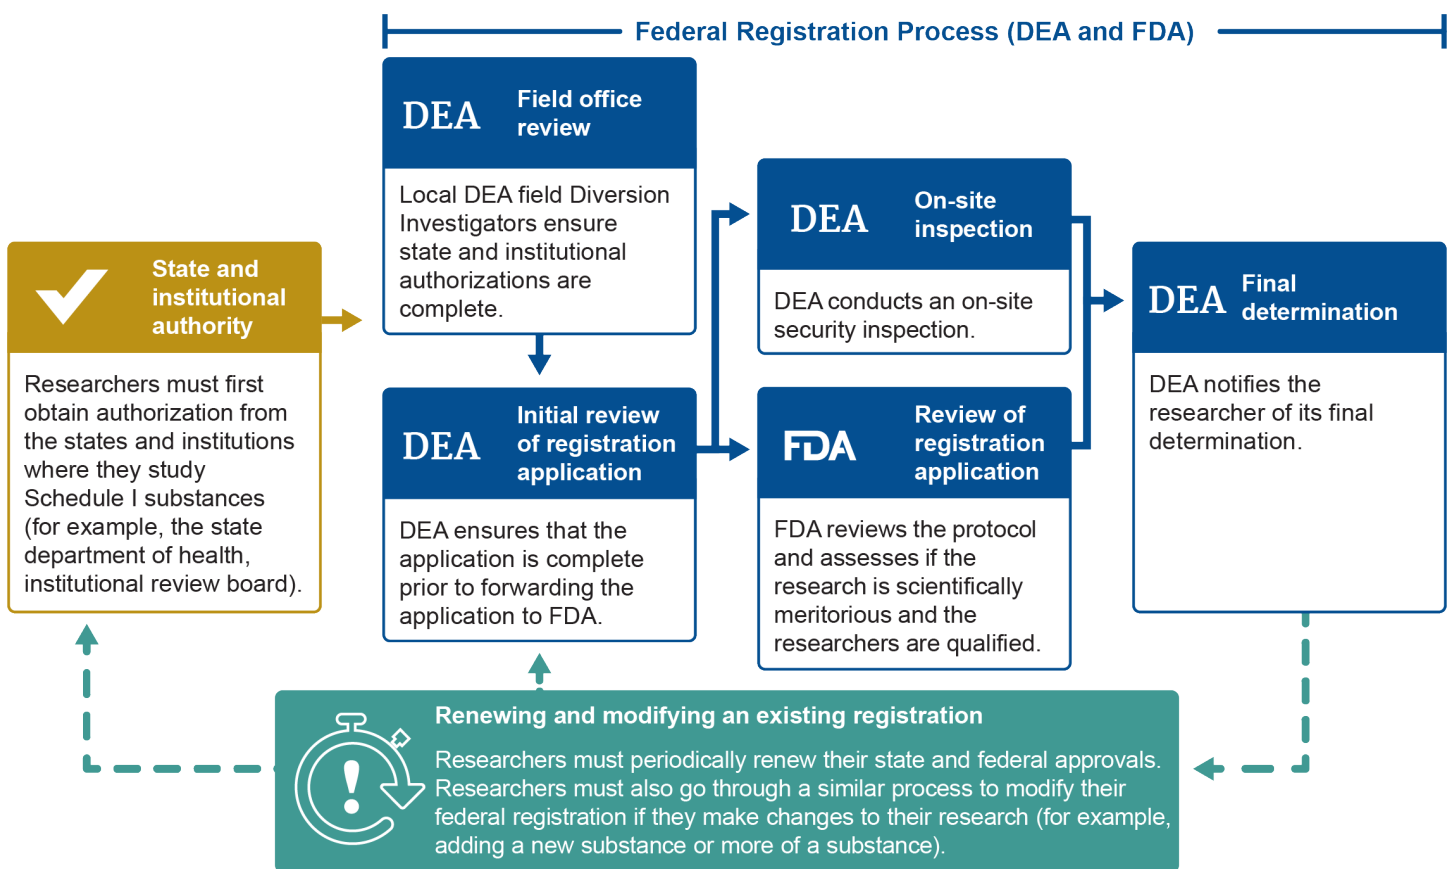 Federal Registration Process (DEA and FDA)
State and
institutional
authority
Researchers must first
obtain authorization from
the states and institutions
where they study
Schedule I substances
(for example, the state
department of health,
institutional review board).
DEA
Field office
review
Local DEA field Diversion
Investigators ensure
state and institutional
authorizations are
complete.
DEA
Initial review
of registration
application
DEA ensures that the
application is complete
prior to forwarding the
application to FDA.
DEA
On-site
inspection
DEA conducts an on-site
security inspection.
FDA
Review of
registration
application
FDA reviews the protocol
and assesses if the
research is scientifically
meritorious and the
researchers are qualified.
DEA
Final
determination
DEA notifies the
researcher of its final
determination.
Renewing and modifying an existing registration
Researchers must periodically renew their state and federal approvals.
Researchers must also go through a similar process to modify their
federal registration if they make changes to their research (for example,
adding a new substance or more of a substance).